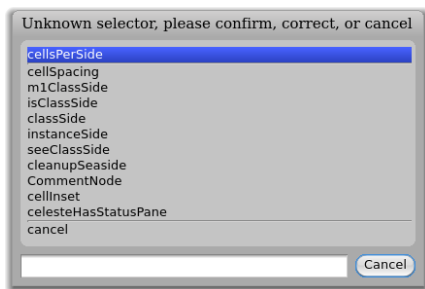 Unknown selector, please confirm, correct, or cancel
cellsPerSide
cellSpacing
m1ClassSide
isClassSide
classSide
instanceSide
seeClassSide
cleanupSeaside
CommentNode
cellInset
celesteHasStatusPane
cancel
Cancel